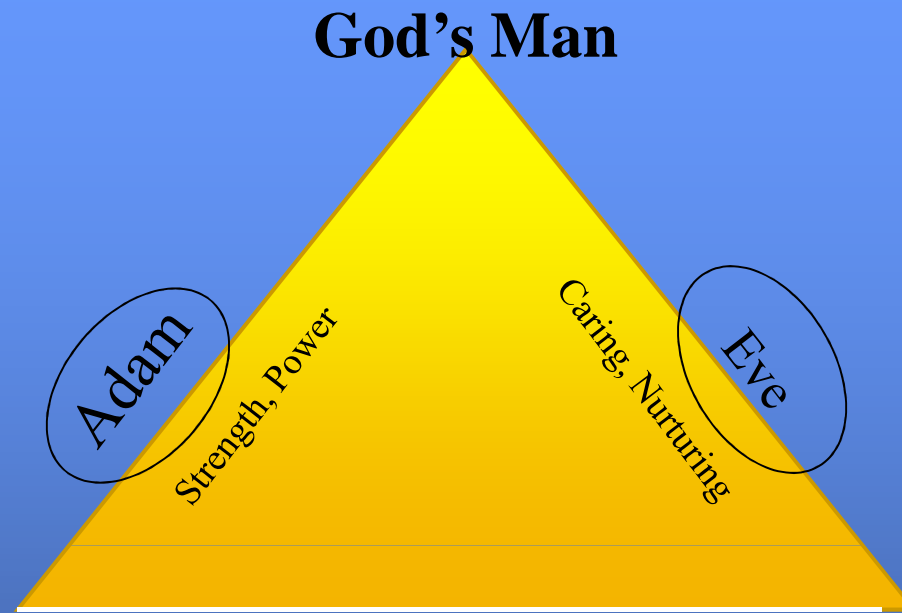 God’s Man
Adam
Strength, Power
Caring, Nurturing
Eve